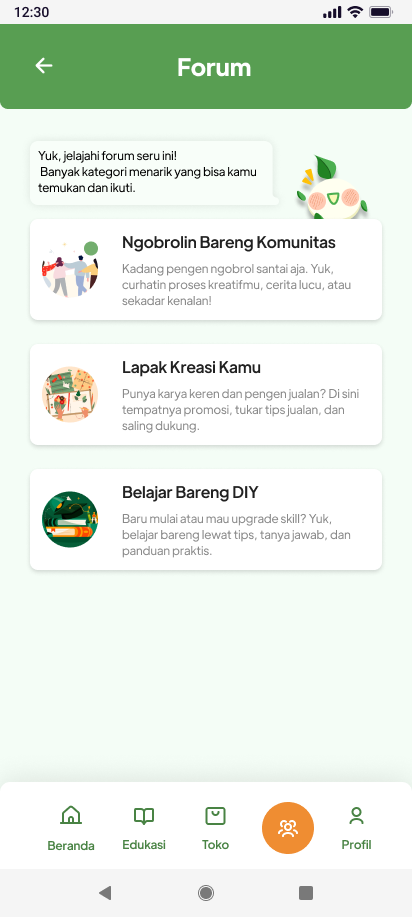 12:30
Forum
Yuk, jelajahi forum seru ini!
Banyak kategori menarik yang bisa kamu
temukan dan ikuti.
Ngobrolin Bareng Komunitas
Kadang pengen ngobrol santai aja. Yuk,
curhatin proses kreatifmu, cerita lucu, atau
sekadar kenalan!
Lapak Kreasi Kamu
Punya karya keren dan pengen jualan? Di sini
tempatnya promosi, tukar tips jualan, dan
saling dukung.
Belajar Bareng DIY
Baru mulai atau mau upgrade skill? Yuk,
belajar bareng lewat tips, tanya jawab, dan
panduan praktis.
Beranda
Edukasi
Toko
Profil